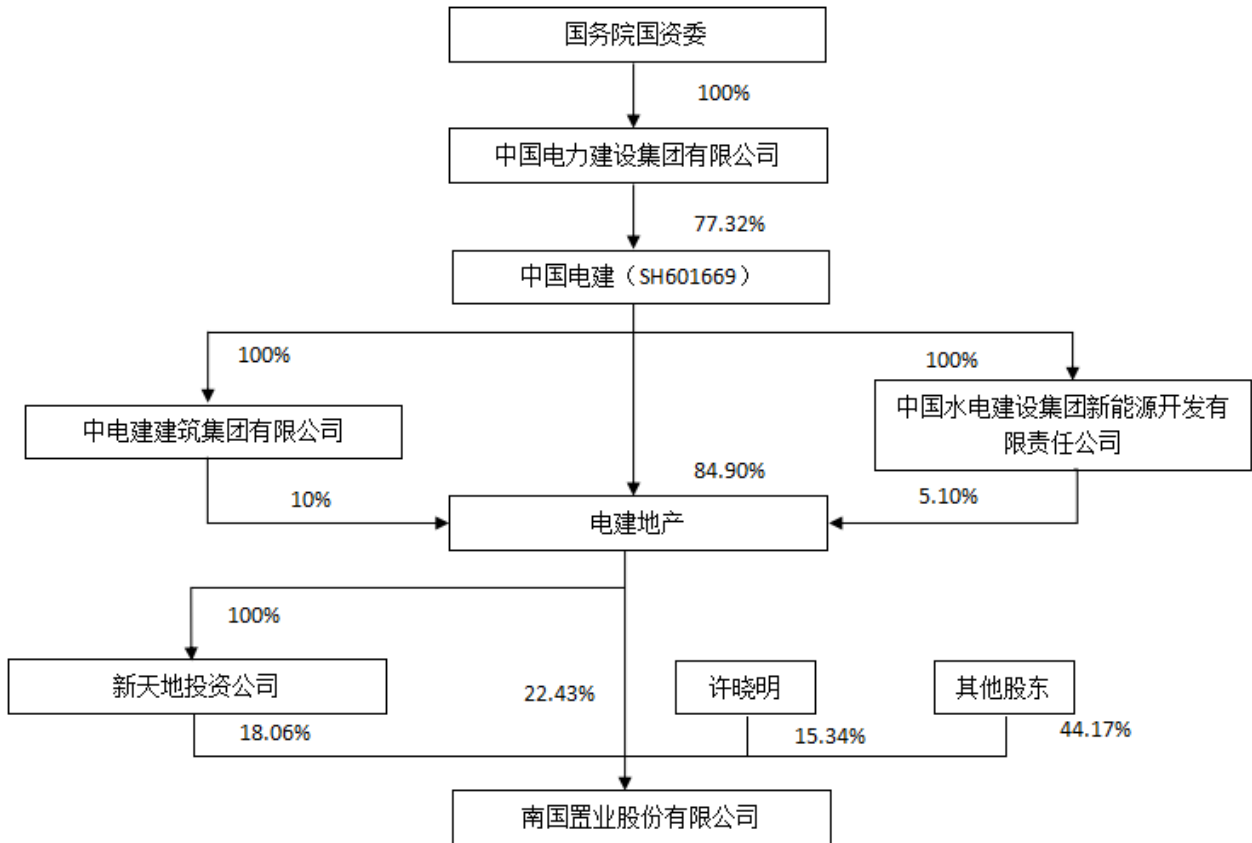 国务院国资委
100%
中国电力建设集团有限公司
77.32%
中国电建（SH601669）
100%
100%
中电建建筑集团有限公司
中国水电建设集团新能源开发有
限责任公司
10%
84.90%
5.10%
电建地产
100%
新天地投资公司
22.43%
许晓明
其他股东
18.06%
15.34%
44.17%
南国置业股份有限公司